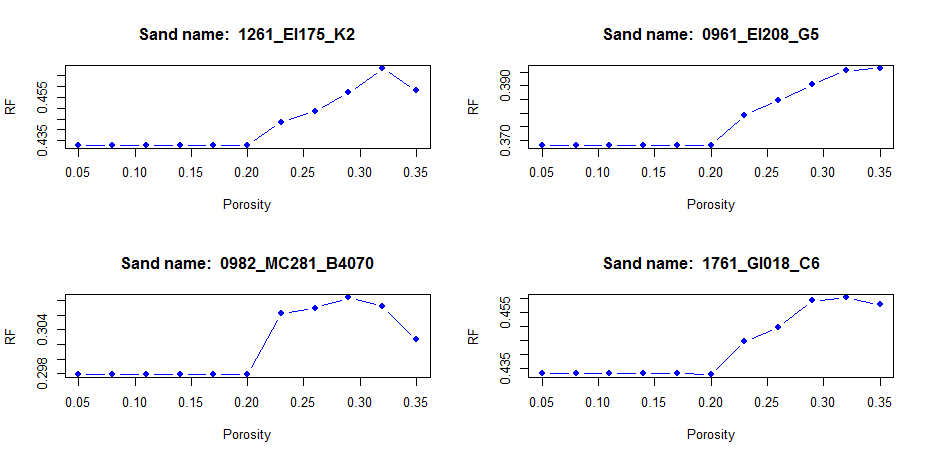 Sand name: 1261_EI175_K2
RF
0.455
0.435
0.05 0.10 0.15 0.20 0.25 0.30 0.35
Porosity
Sand name: 0961_EI208_G5
RF
0.390
0.370
0.05 0.10 0.15 0.20 0.25 0.30 0.35
Porosity
Sand name: 0982_MC281_B4070
RF
0.304
0.298
0.05 0.10 0.15 0.20 0.25 0.30 0.35
Porosity
Sand name: 1761_GI018_C6
RF
0.455
0.435
0.05 0.10 0.15 0.20 0.25 0.30 0.35
Porosity